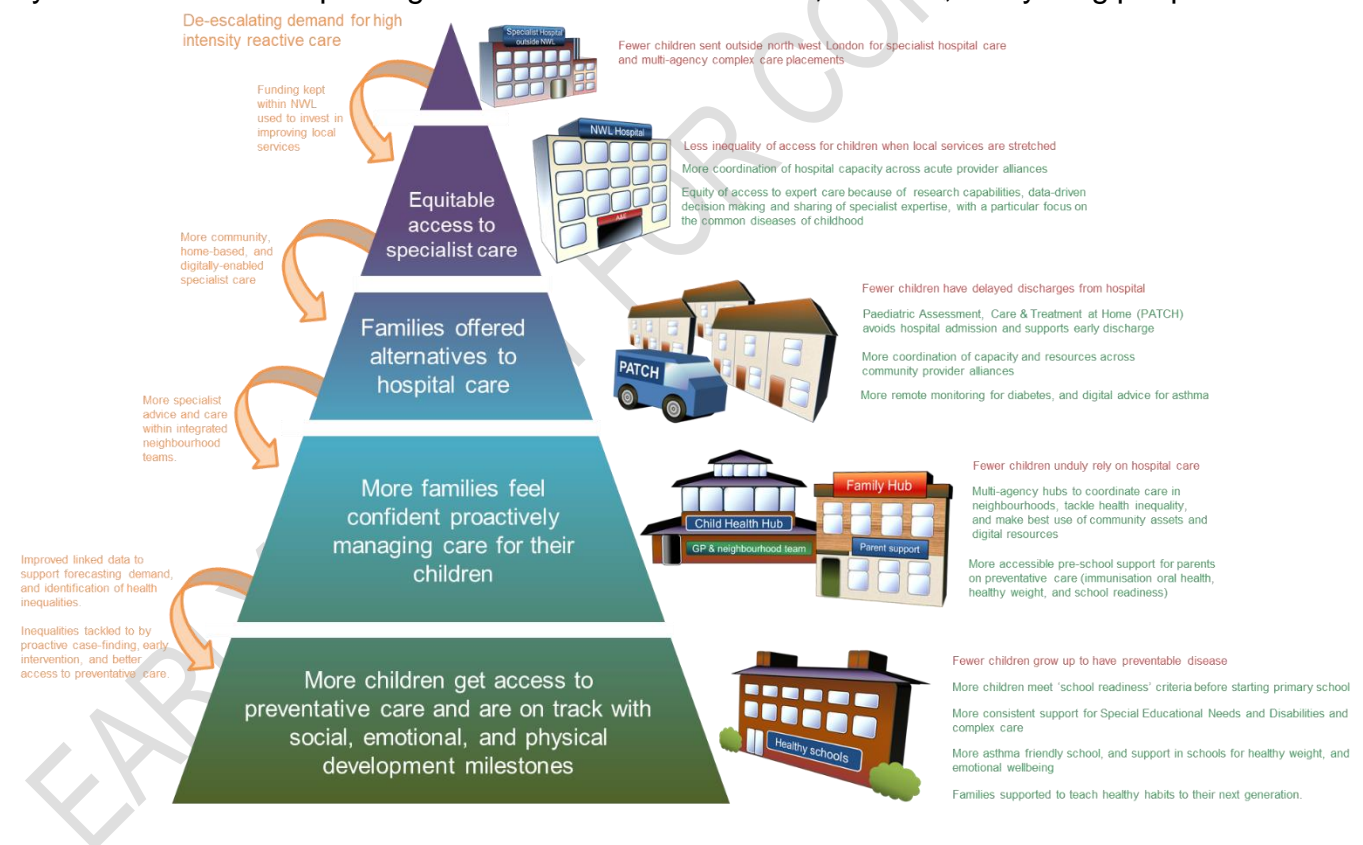 De-escalating demand for high
intensity reactive care
Specialist Hospital
outside NWL
Fewer children sent outside north west London for specialist hospital care
and multi-agency complex care placements
Funding kept
within NWL
used to invest in
improving local
services
NWL Hospital
A&E
Less inequality of access for children when local services are stretched
More coordination of hospital capacity across acute provider alliances
Equity of access to expert care because of research capabilities, data-driven
decision making and sharing of specialist expertise, with a particular focus on
the common diseases of childhood
Equitable
access to
specialist care
More community,
home-based, and
digitally-enabled
specialist care
Families offered
alternatives to
hospital care
PATCH
Fewer children have delayed discharges from hospital
Paediatric Assessment, Care & Treatment at Home (PATCH)
avoids hospital admission and supports early discharge
More coordination of capacity and resources across
community provider alliances
More remote monitoring for diabetes, and digital advice for asthma
More specialist
advice and care
within integrated
neighbourhood
teams.
More families feel
confident proactively
managing care for their
children
Child Health Hub
GP & neighbourhood team
Family Hub
Parent support
Fewer children unduly rely on hospital care
Multi-agency hubs to coordinate care in
neighbourhoods, tackle health inequality,
and make best use of community assets and
digital resources
More accessible pre-school support for parents
on preventative care (immunisation oral health,
healthy weight, and school readiness)
Improved linked data to
support forecasting demand,
and identification of health
inequalities.
Inequalities tackled to by
proactive case-finding, early
intervention, and better
access to preventative care.
More children get access to
preventative care and are on track with
social, emotional, and physical
development milestones
Healthy schools
Fewer children grow up to have preventable disease
More children meet 'school readiness' criteria before starting primary school
More consistent support for Special Educational Needs and Disabilities and
complex care
More asthma friendly school, and support in schools for healthy weight, and
emotional wellbeing
Families supported to teach healthy habits to their next generation.